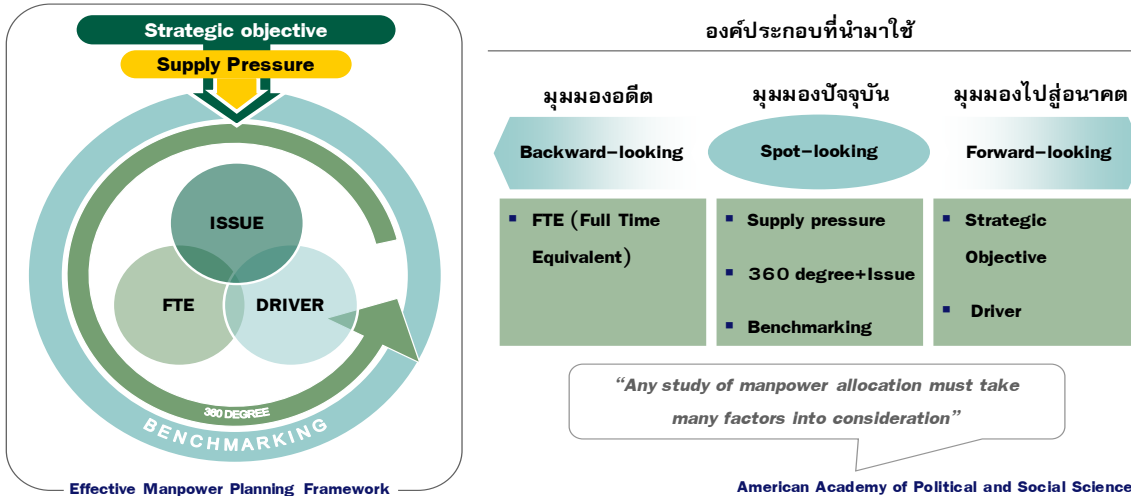 Strategic objective
Supply Pressure
ISSUE
FTE
DRIVER
360 DEGREE
BENCHMARKING
Effective Manpower Planning Framework
องค์ประกอบที่นำมาใช้
มุมมองอดีต
มุมมองปัจจุบัน
มุมมองไปสู่อนาคต
Backward-looking
Spot-looking
Forward-looking
▪ FTE (Full Time
Equivalent)
▪ Supply pressure
▪ 360 degree+Issue
▪ Benchmarking
▪ Strategic
Objective
▪ Driver
“Any study of manpower allocation must take
many factors into consideration”
American Academy of Political and Social Science